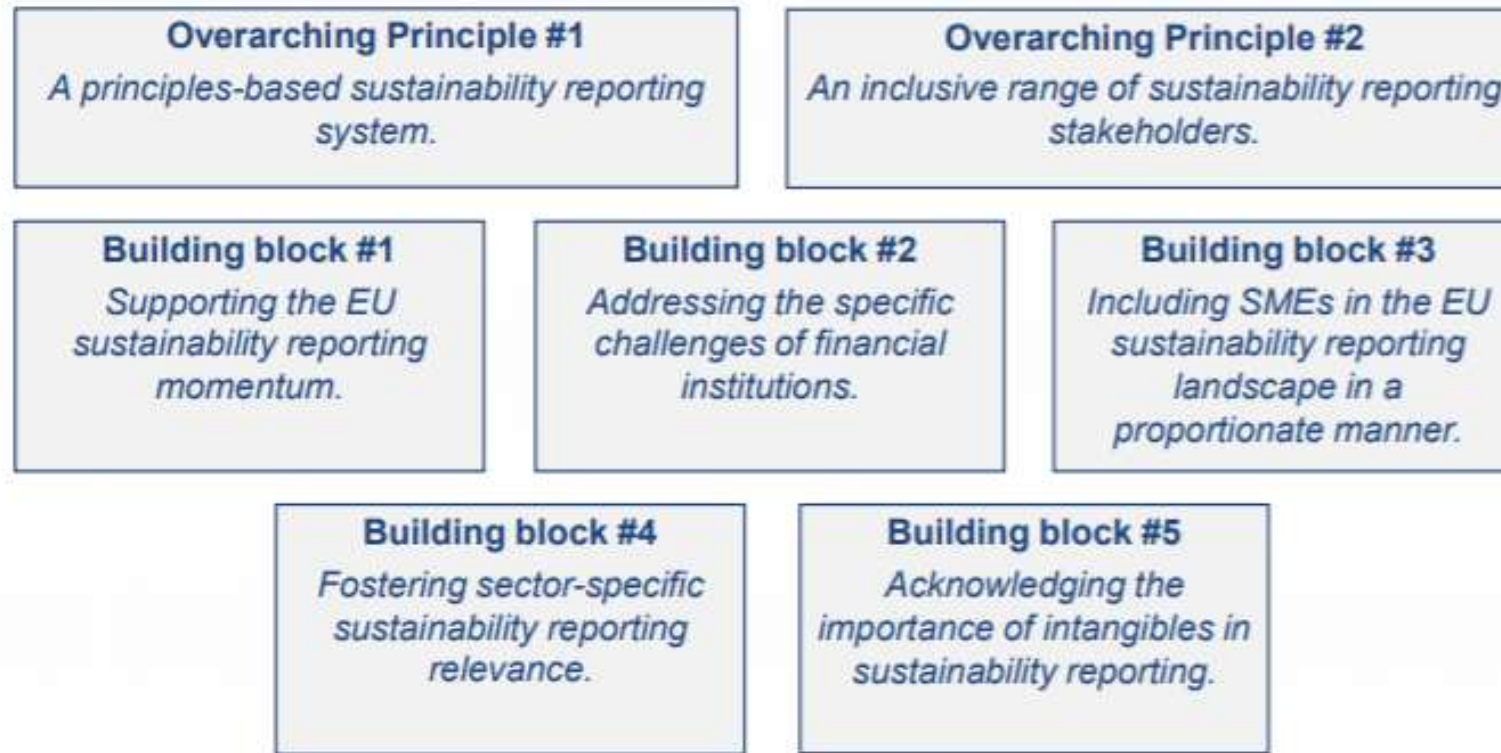 Overarching Principle #1
A principles-based sustainability reporting
system.
Overarching Principle #2
An inclusive range of sustainability reporting
stakeholders.
Building block #1
Supporting the EU
sustainability reporting
momentum.
Building block #2
Addressing the specific
challenges of financial
institutions.
Building block #3
Including SMEs in the EU
sustainability reporting
landscape in a
proportionate manner.
Building block #4
Fostering sector-specific
sustainability reporting
relevance.
Building block #5
Acknowledging the
importance of intangibles in
sustainability reporting.